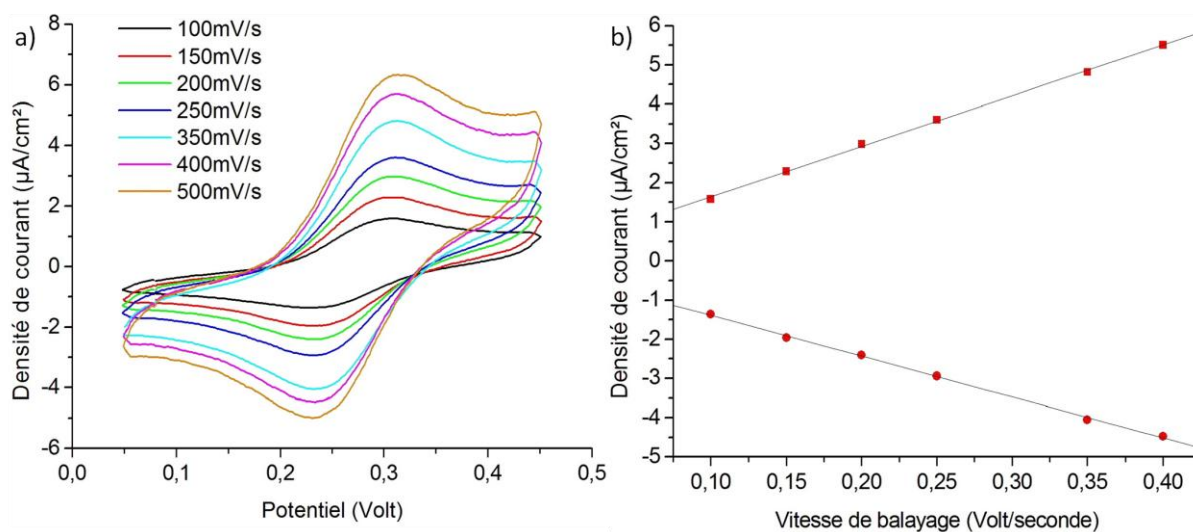 a)
100mV/s
150mV/s
200mV/s
250mV/s
350mV/s
400mV/s
500mV/s
8
6
4
2
0
-2
-4
-6
Densité de courant (µA/cm²)
0,0
0,1
0,2
0,3
0,4
0,5
Potentiel (Volt)
b)
6
5
4
3
2
1
0
-1
-2
-3
-4
-5
Densité de courant (µA/cm²)
0,10
0,15
0,20
0,25
0,30
0,35
0,40
Vitesse de balayage (Volt/seconde)